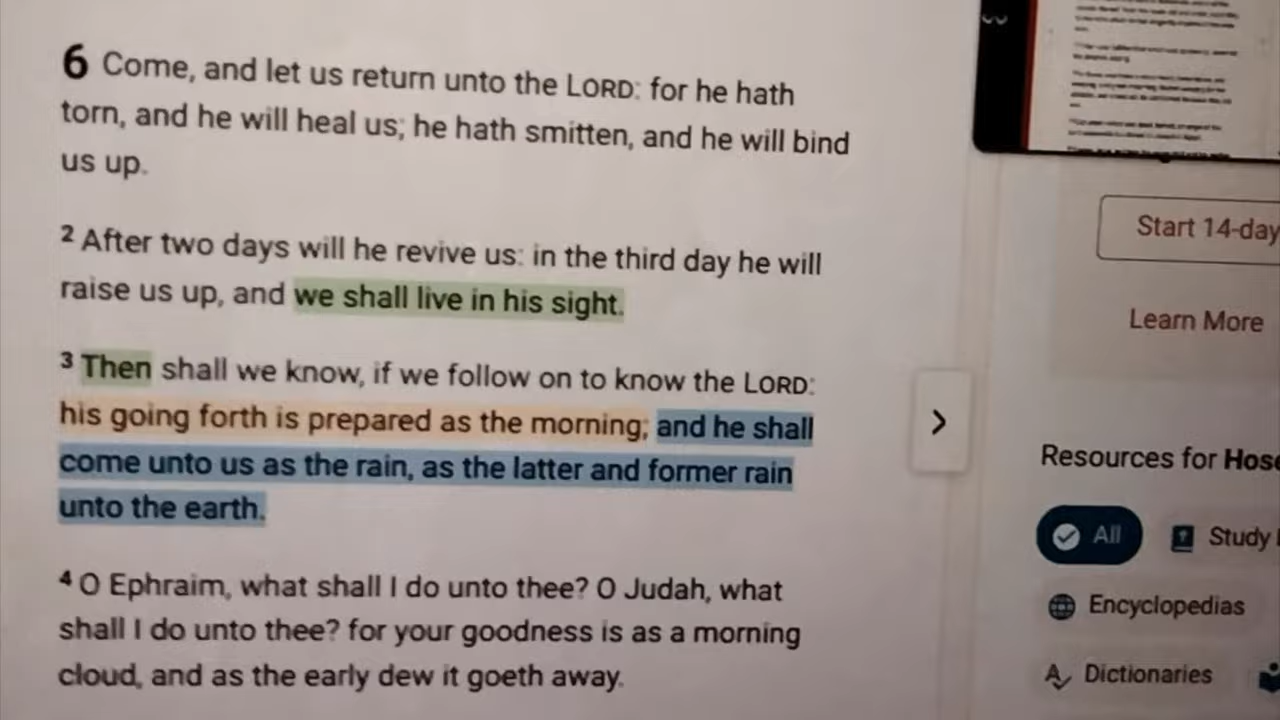 6 Come, and let us return unto the LORD: for he hath
torn, and he will heal us; he hath smitten, and he will bind
us up.
2 After two days will he revive us: in the third day he will
raise us up, and we shall live in his sight.
3 Then shall we know, if we follow on to know the LORD:
his going forth is prepared as the morning; and he shall
come unto us as the rain, as the latter and former rain
unto the earth.
4 O Ephraim, what shall I do unto thee? O Judah, what
shall I do unto thee? for your goodness is as a morning
cloud, and as the early dew it goeth away.
Start 14-day
Learn More
Resources for Hose
All
Study
Encyclopedias
Dictionaries